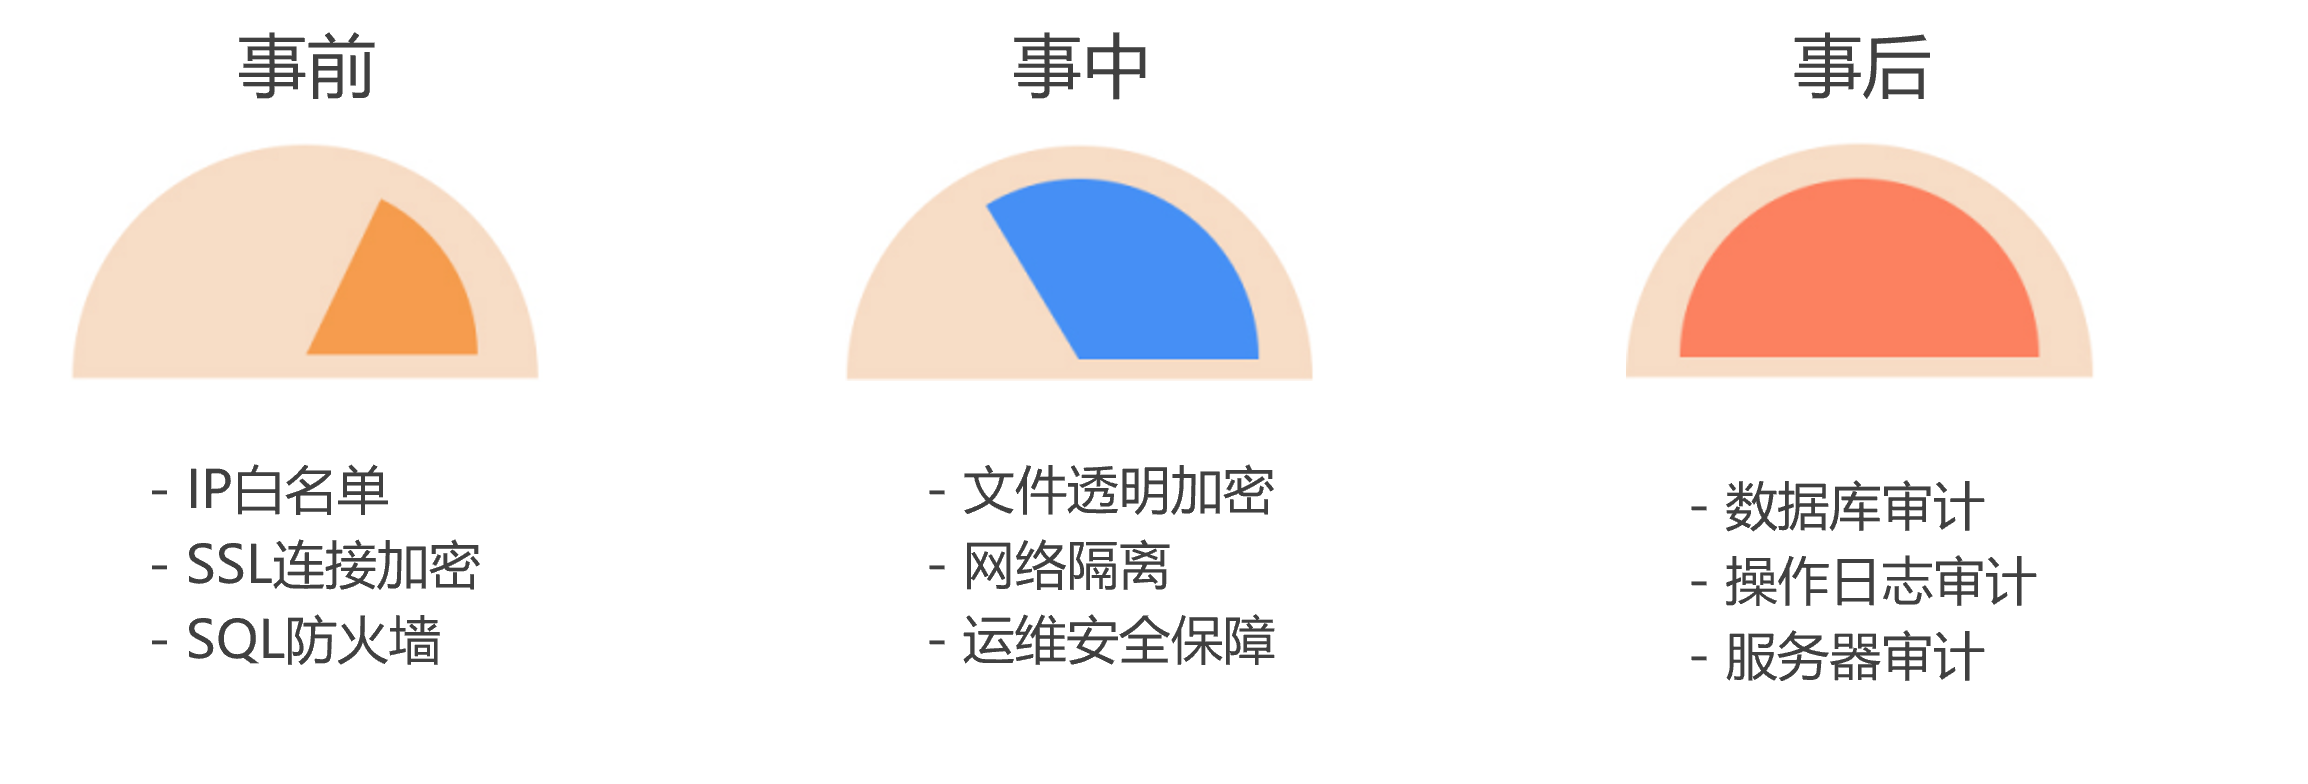 事前
- IP白名单
- SSL连接加密
- SQL防火墙
事中
- 文件透明加密
- 网络隔离
- 运维安全保障
事后
- 数据库审计
- 操作日志审计
- 服务器审计